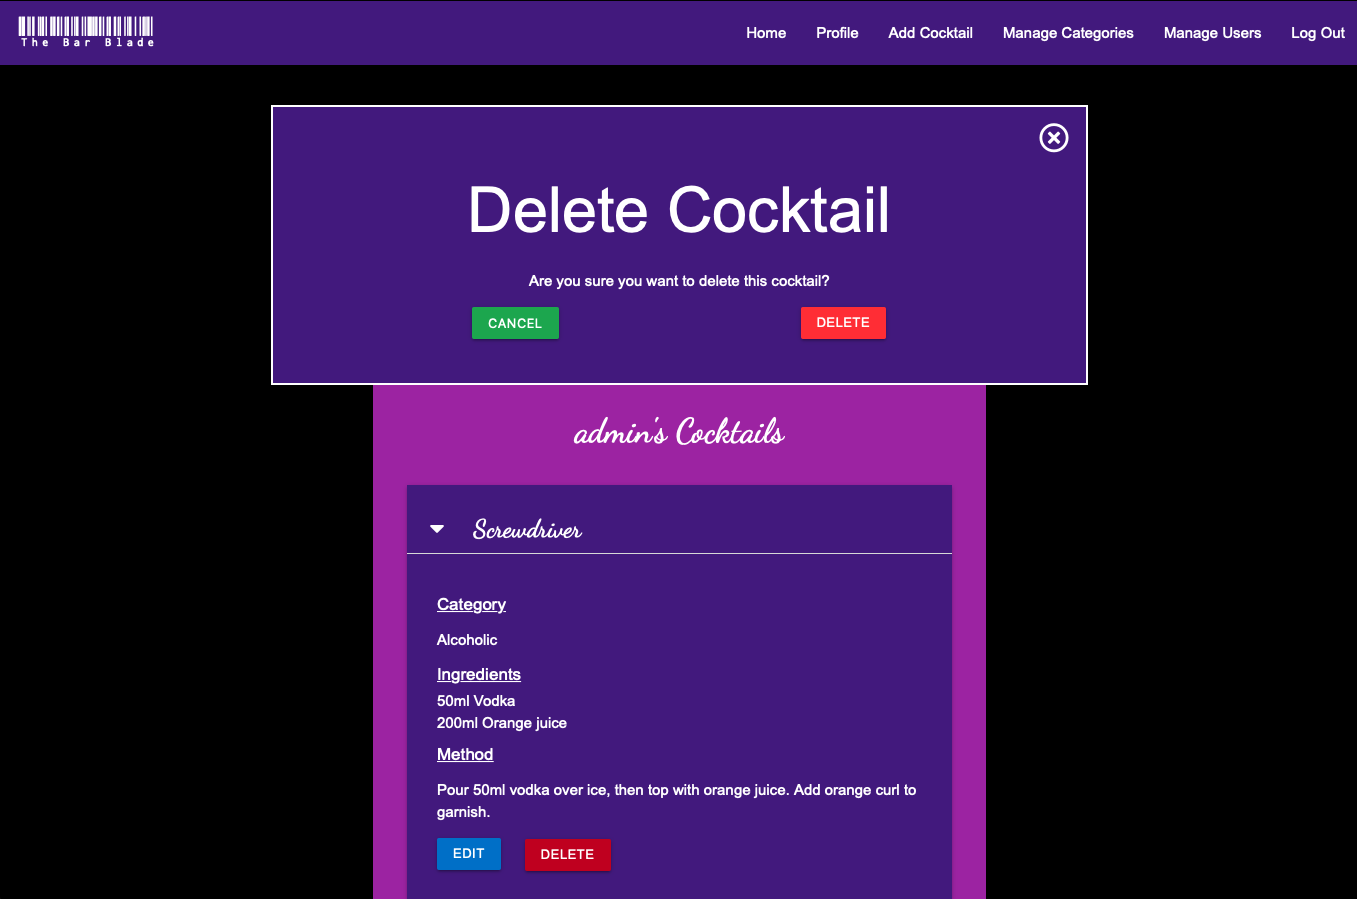 The Bar Blade
Home Profile Add Cocktail Manage Categories Manage Users Log Out
Delete Cocktail
Are you sure you want to delete this cocktail?
CANCEL DELETE
admin's Cocktails
Screwdriver
Category
Alcoholic
Ingredients
50ml Vodka
200ml Orange juice
Method
Pour 50ml vodka over ice, then top with orange juice. Add orange curl to
garnish.
EDIT DELETE